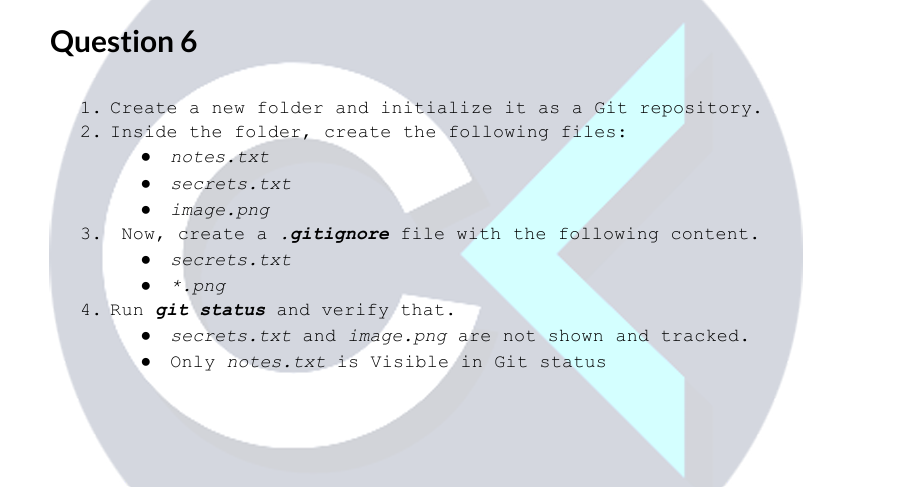 Question 6
1. Create a new folder and initialize it as a Git repository.
2. Inside the folder, create the following files:
● notes.txt
● secrets.txt
● image.png
3. Now, create a .gitignore file with the following content.
● secrets.txt
● *.png
4. Run git status and verify that.
● secrets.txt and image.png are not shown and tracked.
● Only notes.txt is Visible in Git status